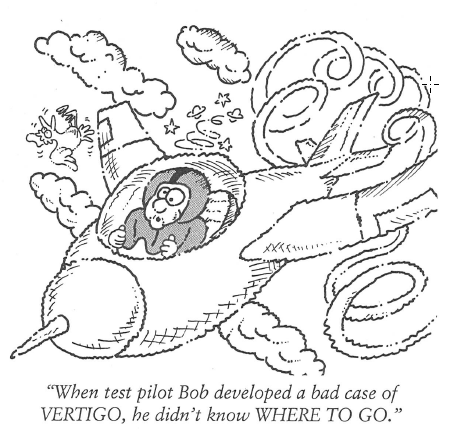 “When test pilot Bob developed a bad case of
VERTIGO, he didn’t know WHERE TO GO.”